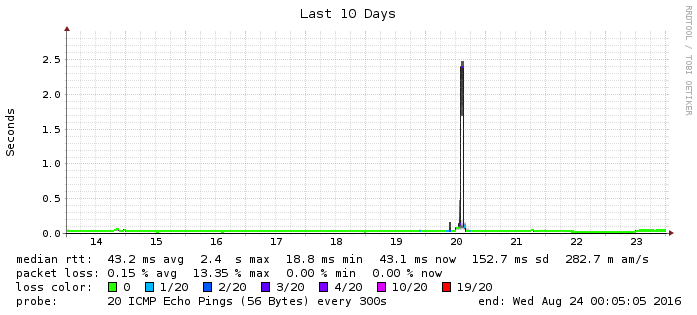 Last 10 Days
RRDTOOL / TOBI OETIKER
Seconds
2.5
2.0
1.5
1.0
0.5
0.0
14 15 16 17 18 19 20 21 22 23
median rtt: 43.2 ms avg 2.4 s max 18.8 ms min 43.1 ms now 152.7 ms sd 282.7 m am/s
packet loss: 0.15 % avg 13.35 % max 0.00 % min 0.00 % now
loss color: 0 1/20 2/20 3/20 4/20 10/20 19/20
probe: 20 ICMP Echo Pings (56 Bytes) every 300s end: Wed Aug 24 00:05:05 2016